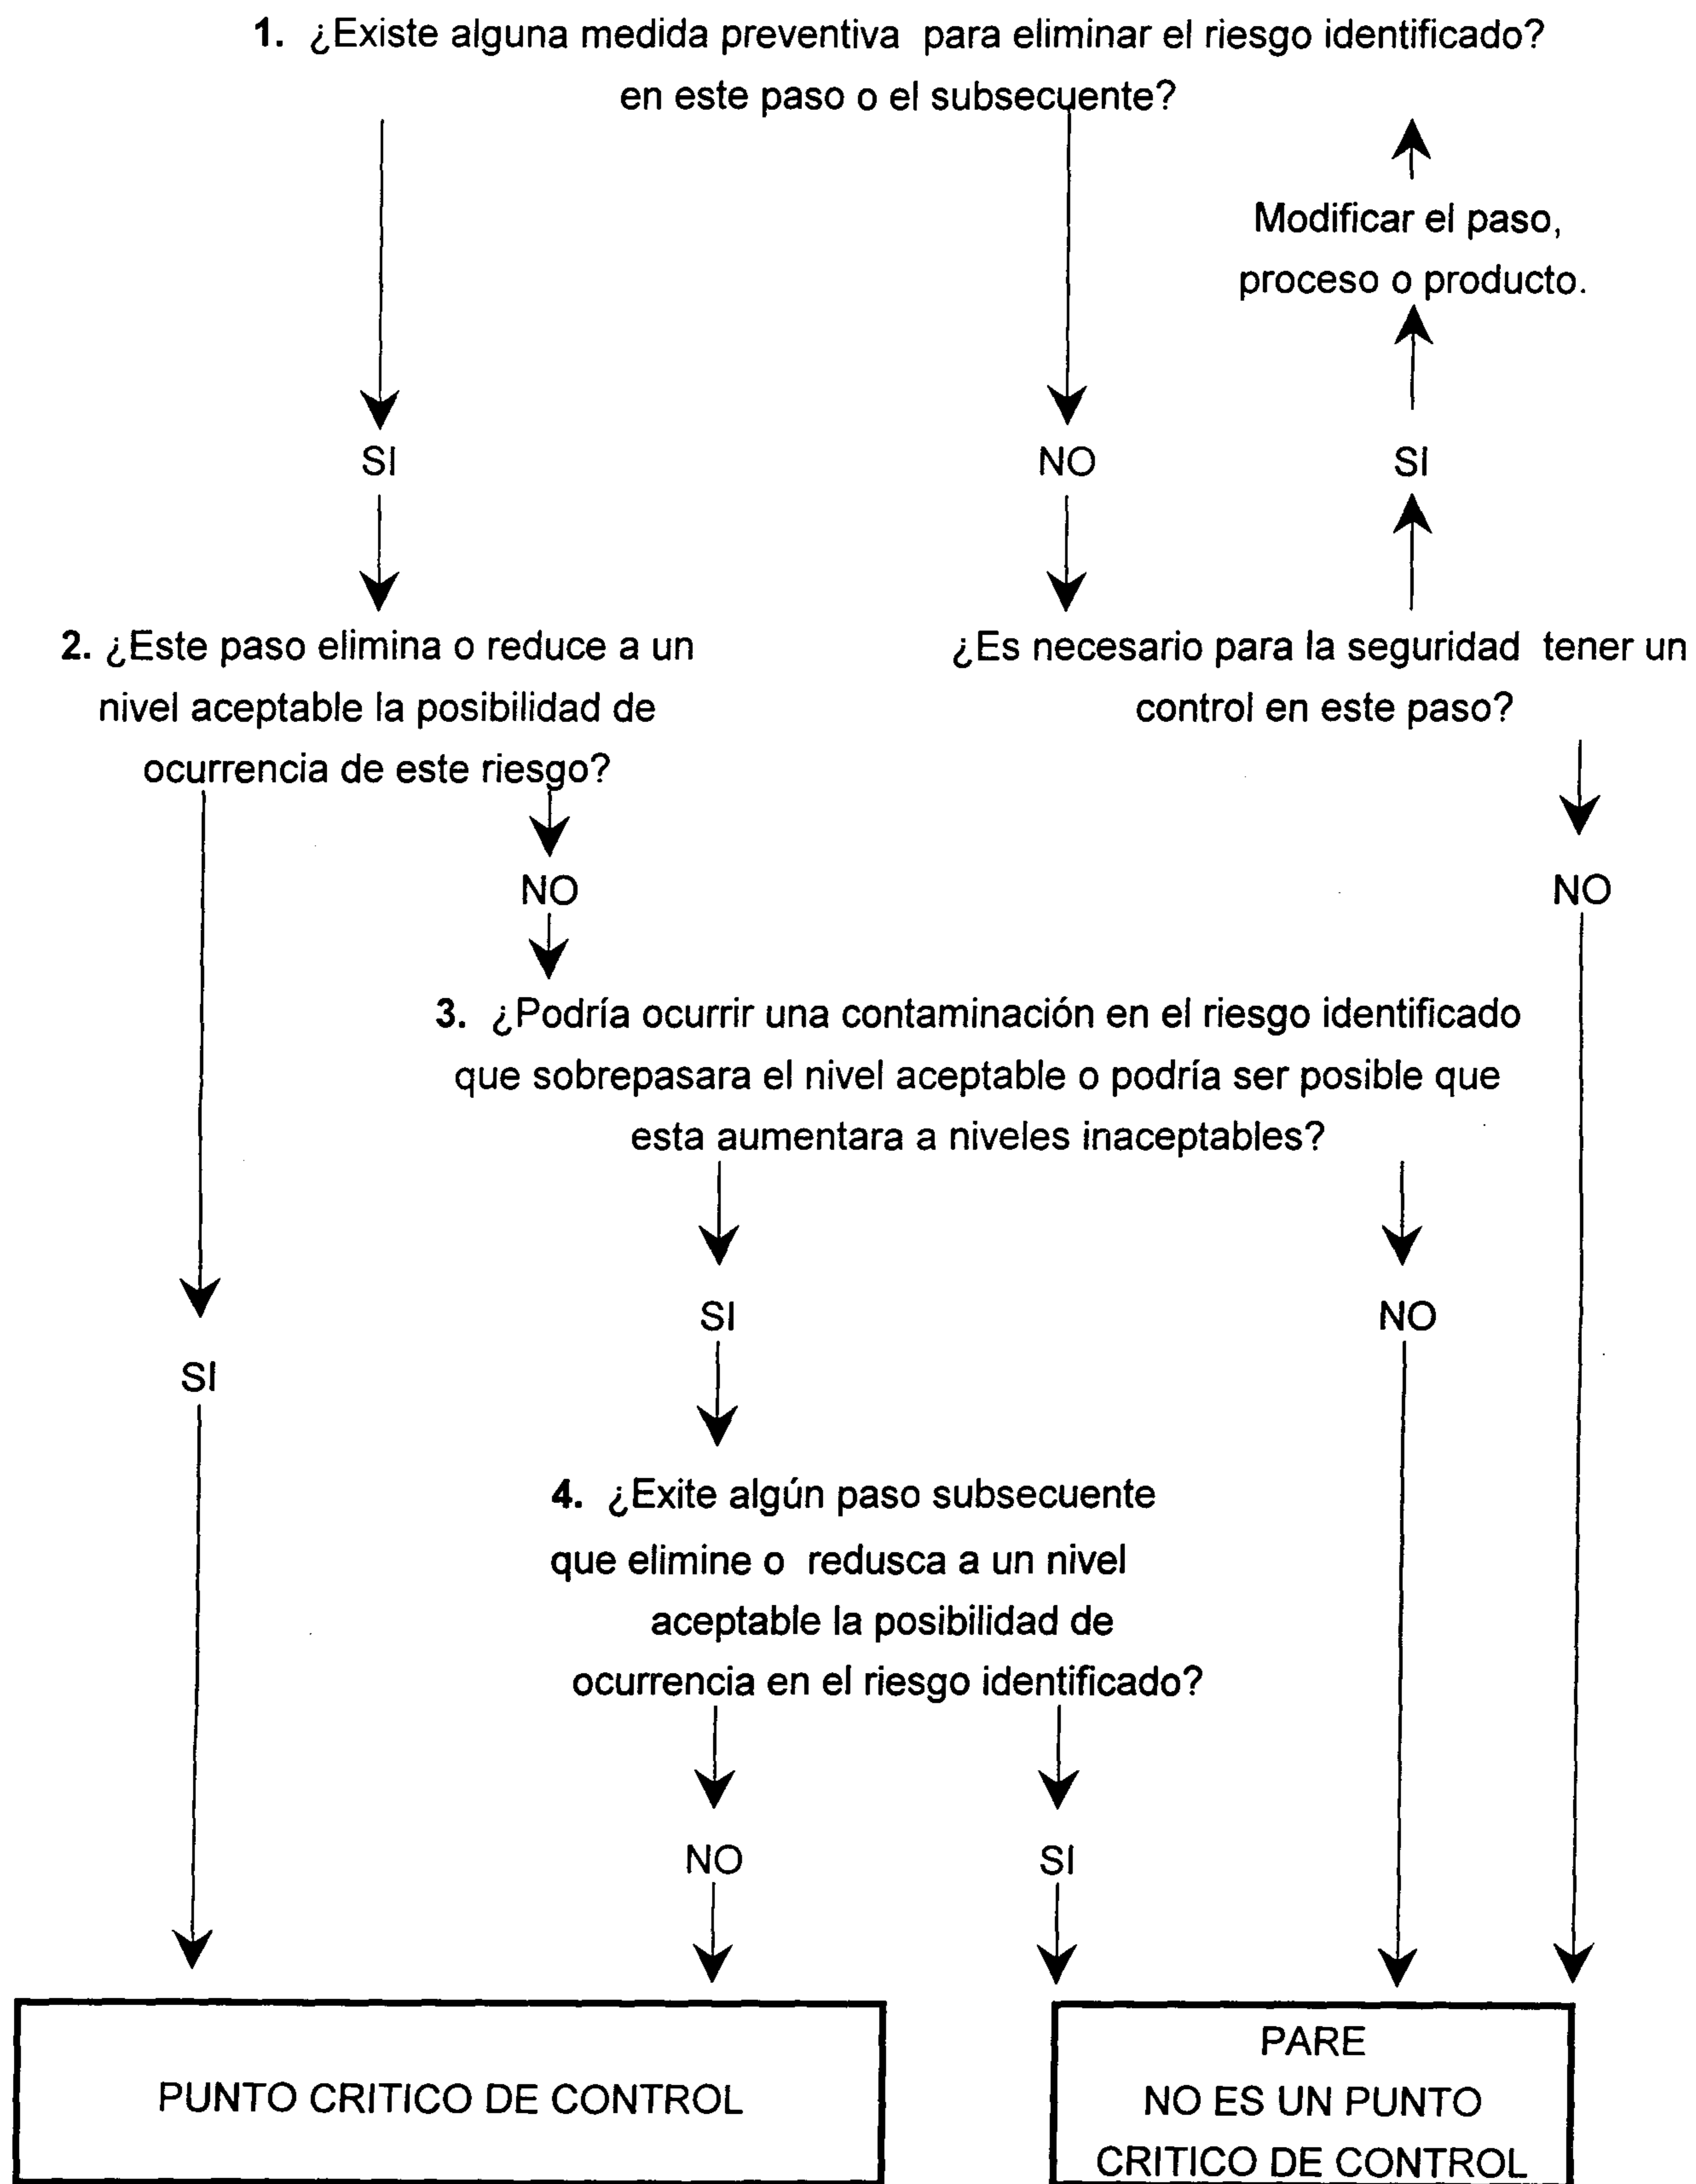 1. ¿Existe alguna medida preventiva para eliminar el riesgo identificado?
en este paso o el subsecuente?
Modificar el paso,
proceso o producto.
SI
NO
SI
2. ¿Este paso elimina o reduce a un
nivel aceptable la posibilidad de
ocurrencia de este riesgo?
¿Es necesario para la seguridad tener un
control en este paso?
NO
NO
3. ¿Podría ocurrir una contaminación en el riesgo identificado
que sobrepasara el nivel aceptable o podría ser posible que
esta aumentara a niveles inaceptables?
SI
NO
SI
4. ¿Exite algún paso subsecuente
que elimine o redusca a un nivel
aceptable la posibilidad de
ocurrencia en el riesgo identificado?
NO
SI
PUNTO CRITICO DE CONTROL
PARE
NO ES UN PUNTO
CRITICO DE CONTROL